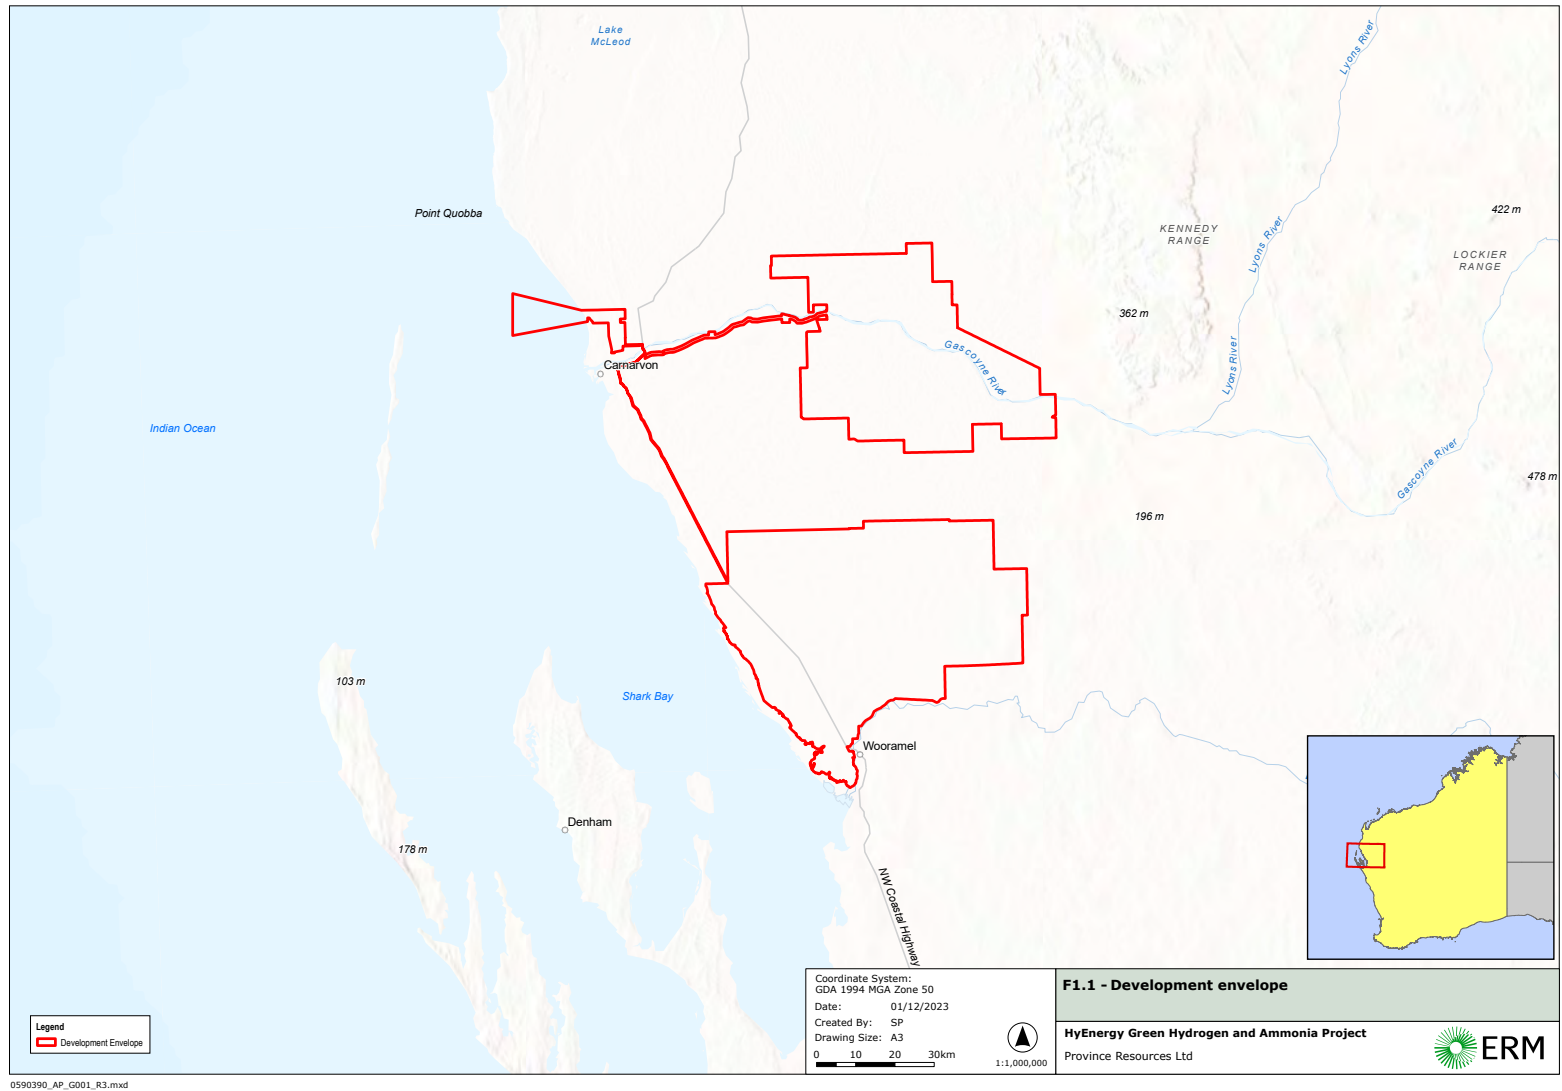 Lake
McLeod
Lyons River
Point Quobba
422 m
KENNEDY
RANGE
Lyons River
LOCKIER
RANGE
362 m
Gascoyne River
Lyons River
Carnarvon
Indian Ocean
Gascoyne River
478 m
196 m
103 m
Shark Bay
Wooramel
Denham
178 m
NW Coastal Highway
Legend
Development Envelope
Coordinate System:
GDA 1994 MGA Zone 50
Date: 01/12/2023
Created By: SP
Drawing Size: A3
0 10 20 30km
1:1,000,000
F1.1 - Development envelope
HyEnergy Green Hydrogen and Ammonia Project
Province Resources Ltd
ERM
0590390_AP_G001_R3.mxd